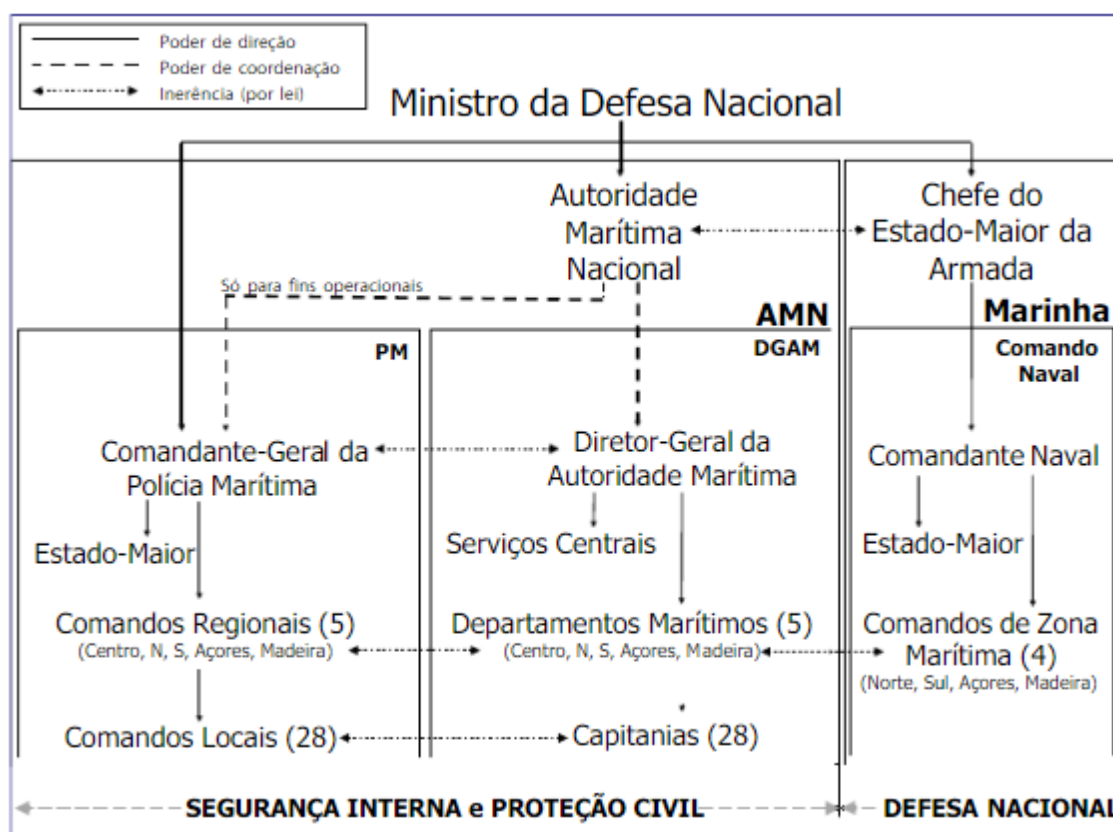 Poder de direção
Poder de coordenação
Inerência (por lei)
Ministro da Defesa Nacional
Autoridade
Marítima
Nacional
Chefe do
Estado-Maior da
Armada
Só para fins operacionais
AMN
Marinha
PM
DGAM
Comando
Naval
Comandante-Geral da
Polícia Marítima
Diretor-Geral da
Autoridade Marítima
Comandante Naval
Estado-Maior
Serviços Centrais
Estado-Maior
Comandos Regionais (5)
(Centro, N, S, Açores, Madeira)
Departamentos Marítimos (5)
(Centro, N, S, Açores, Madeira)
Comandos de Zona
Marítima (4)
(Norte, Sul, Açores, Madeira)
Comandos Locais (28)
Capitanias (28)
SEGURANÇA INTERNA e PROTEÇÃO CIVIL
DEFESA NACIONAL